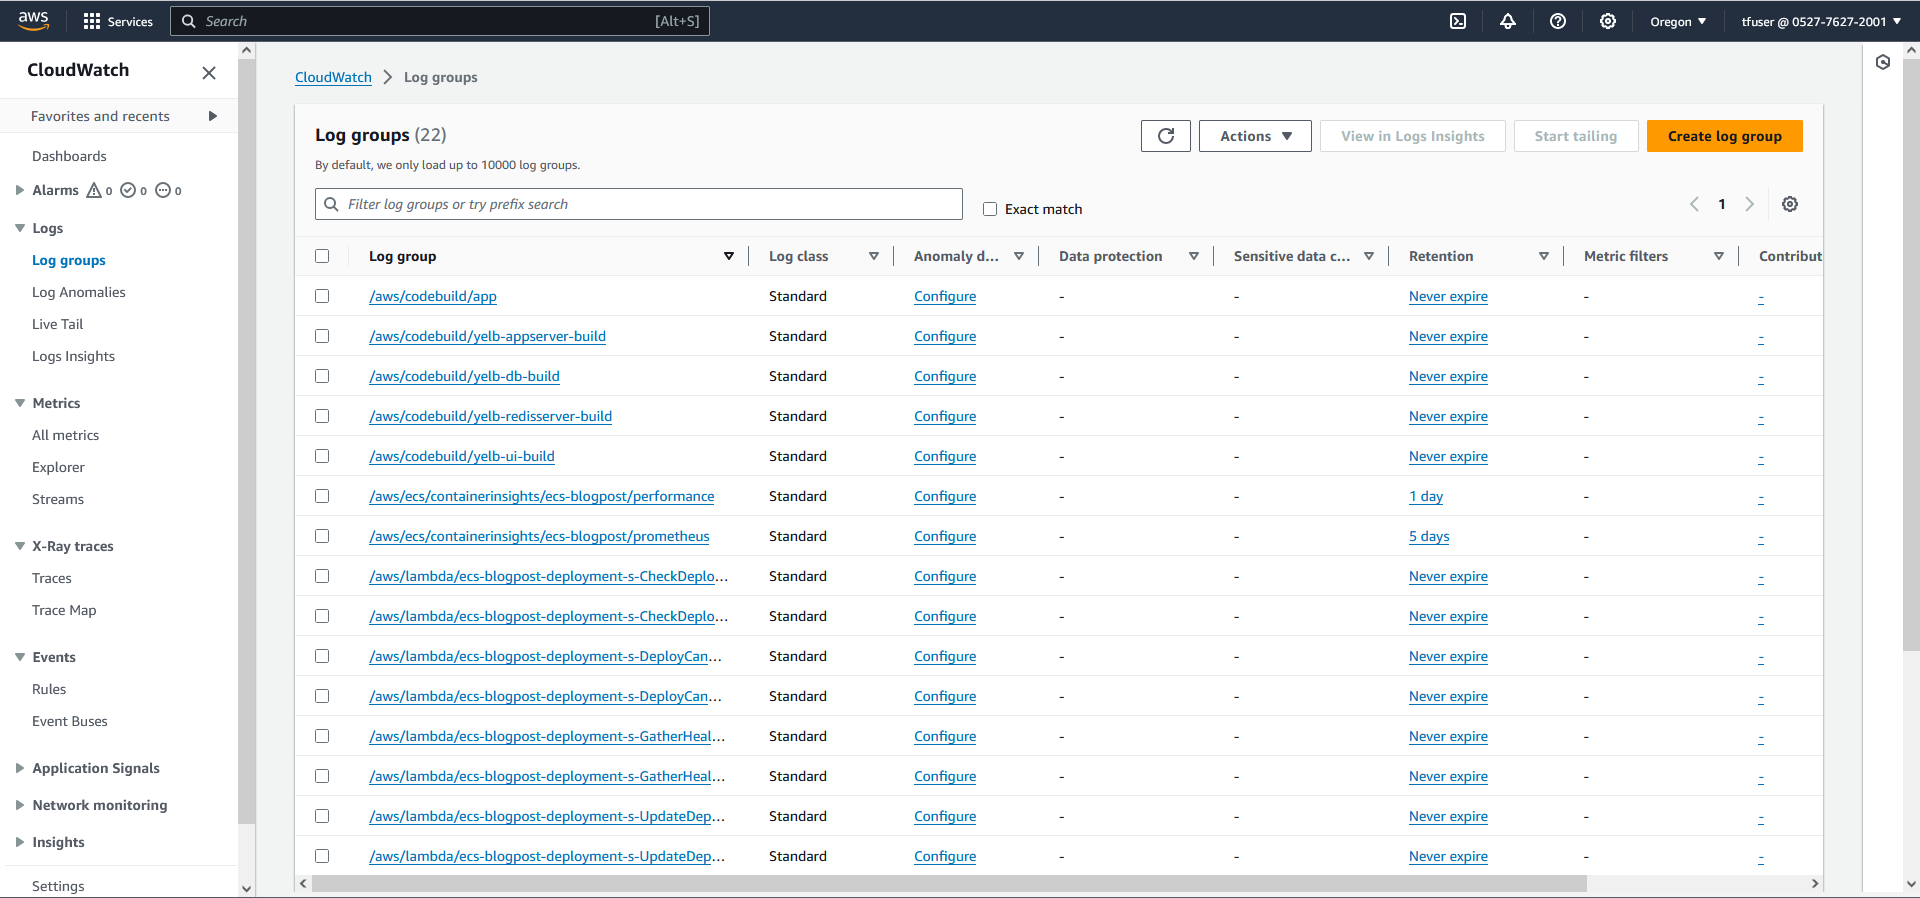 aws Services Search [Alt+S] Oregon tfuser @ 0527-7627-2001
CloudWatch
Favorites and recents
Dashboards
Alarms 0 0 0
Logs
Log groups
Log Anomalies
Live Tail
Logs Insights
Metrics
All metrics
Explorer
Streams
X-Ray traces
Traces
Trace Map
Events
Rules
Event Buses
Application Signals
Network monitoring
Insights
Settings
CloudWatch > Log groups
Log groups (22)
Actions View in Logs Insights Start tailing Create log group
By default, we only load up to 10000 log groups.
Filter log groups or try prefix search Exact match 1
Log group Log class Anomaly d... Data protection Sensitive data c... Retention Metric filters Contribut
/aws/codebuild/app Standard Configure - - Never expire - -
/aws/codebuild/yelb-appserver-build Standard Configure - - Never expire - -
/aws/codebuild/yelb-db-build Standard Configure - - Never expire - -
/aws/codebuild/yelb-redisserver-build Standard Configure - - Never expire - -
/aws/codebuild/yelb-ui-build Standard Configure - - Never expire - -
/aws/ecs/containerinsights/ecs-blogpost/performance Standard Configure - - 1 day - -
/aws/ecs/containerinsights/ecs-blogpost/prometheus Standard Configure - - 5 days - -
/aws/lambda/ecs-blogpost-deployment-s-CheckDeplo... Standard Configure - - Never expire - -
/aws/lambda/ecs-blogpost-deployment-s-CheckDeplo... Standard Configure - - Never expire - -
/aws/lambda/ecs-blogpost-deployment-s-DeployCan... Standard Configure - - Never expire - -
/aws/lambda/ecs-blogpost-deployment-s-DeployCan... Standard Configure - - Never expire - -
/aws/lambda/ecs-blogpost-deployment-s-GatherHeal... Standard Configure - - Never expire - -
/aws/lambda/ecs-blogpost-deployment-s-GatherHeal... Standard Configure - - Never expire - -
/aws/lambda/ecs-blogpost-deployment-s-UpdateDep... Standard Configure - - Never expire - -
/aws/lambda/ecs-blogpost-deployment-s-UpdateDep... Standard Configure - - Never expire - -